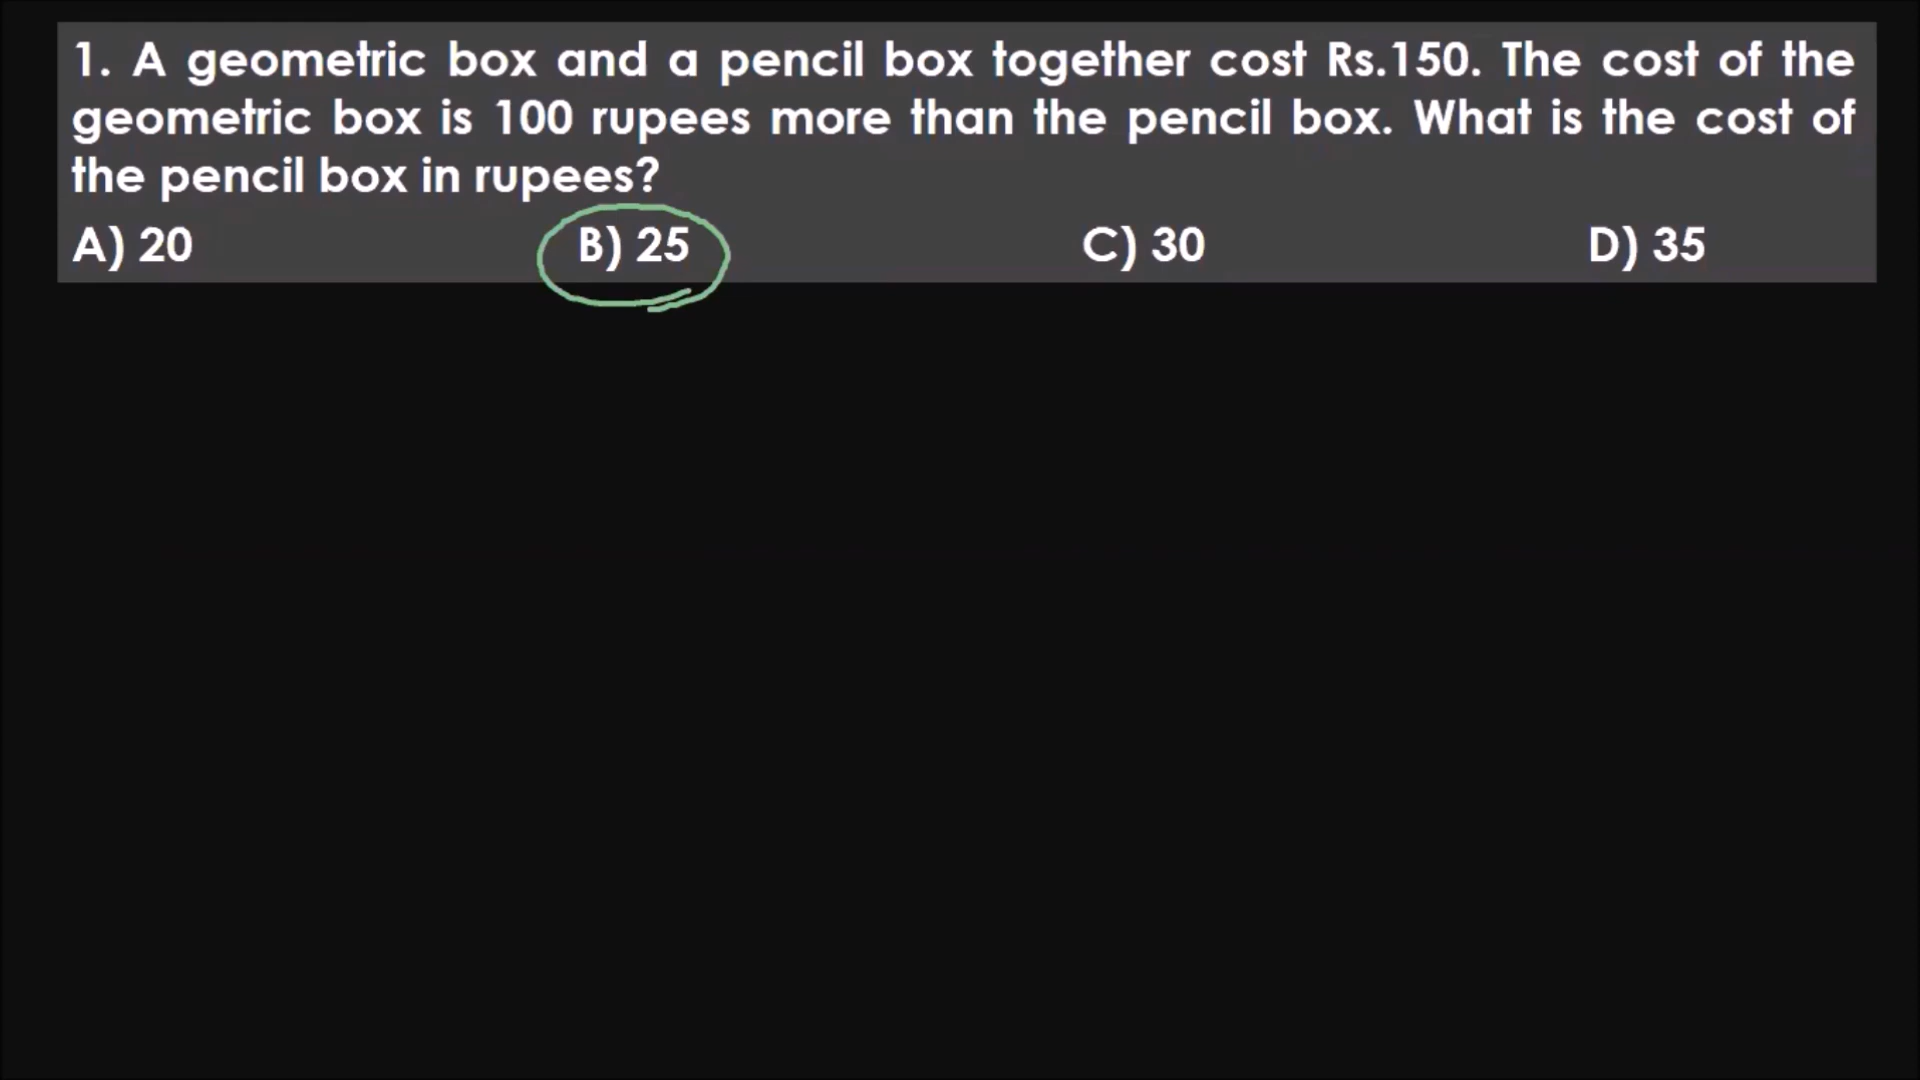 1. A geometric box and a pencil box together cost Rs.150. The cost of the
geometric box is 100 rupees more than the pencil box. What is the cost of
the pencil box in rupees?
A) 20 B) 25 C) 30 D) 35